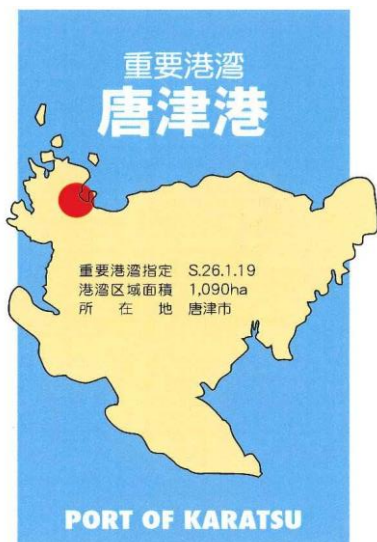 重要港湾
唐津港
重要港湾指定 S.26.1.19
港湾区域面積 1,090ha
所在地 唐津市
PORT OF KARATSU